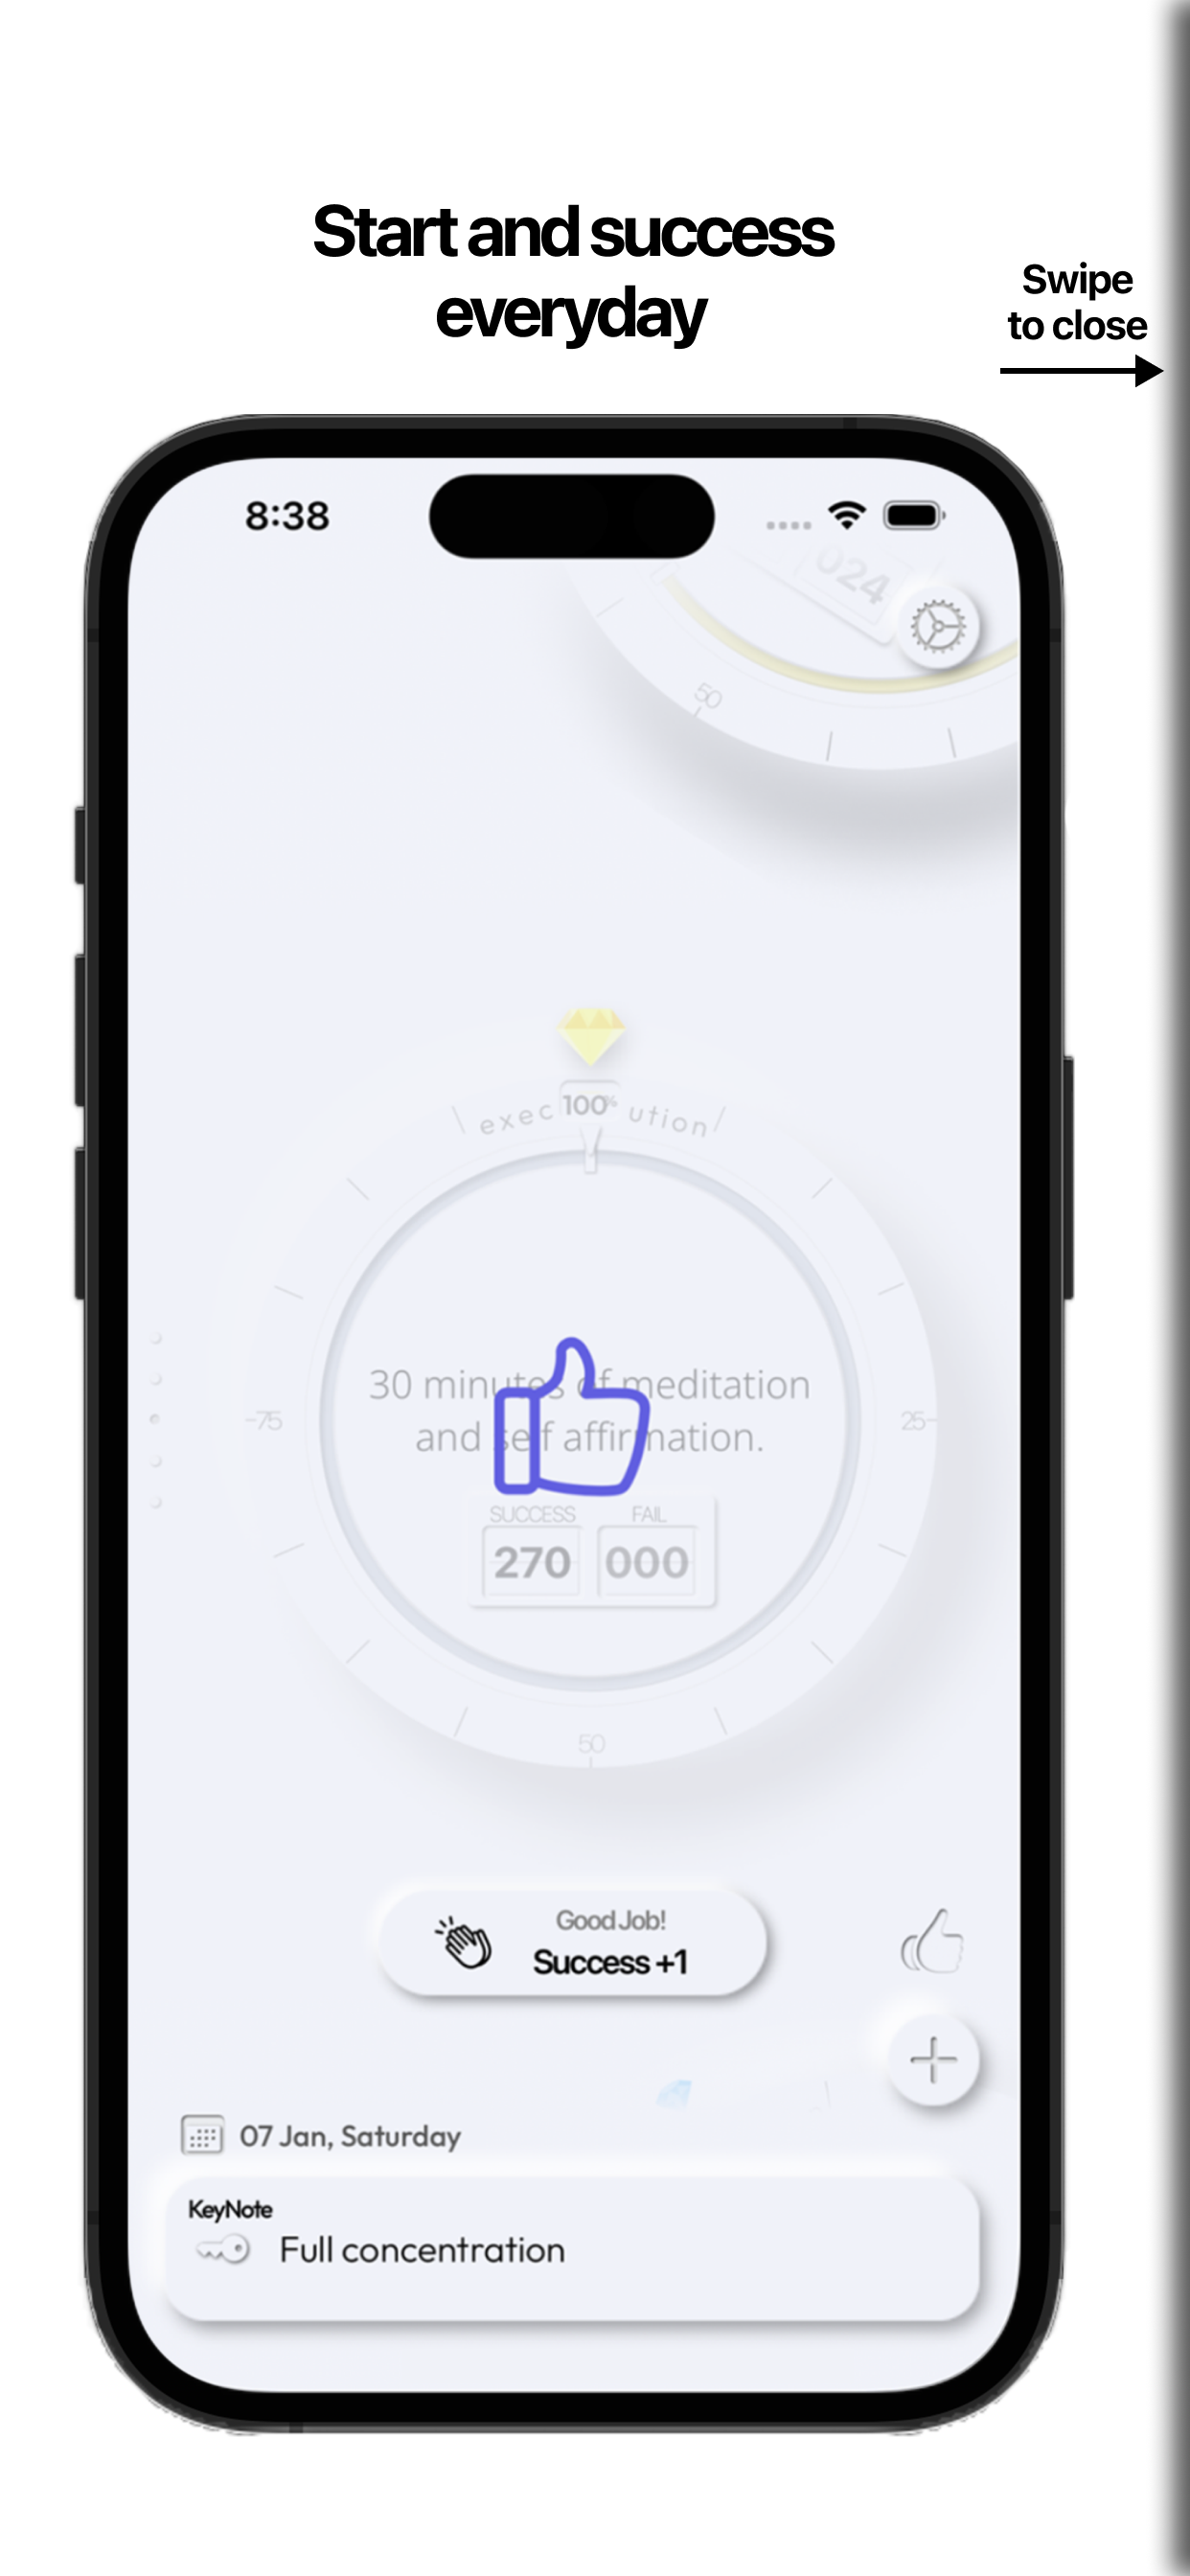 Start and success
everyday
Swipe
to close
8:38
024
50
100%
execution
30 minutes of meditation
and self affirmation.
75
25
SUCCESS FAIL
270 000
50
Good Job!
Success +1
07 Jan, Saturday
KeyNote
Full concentration